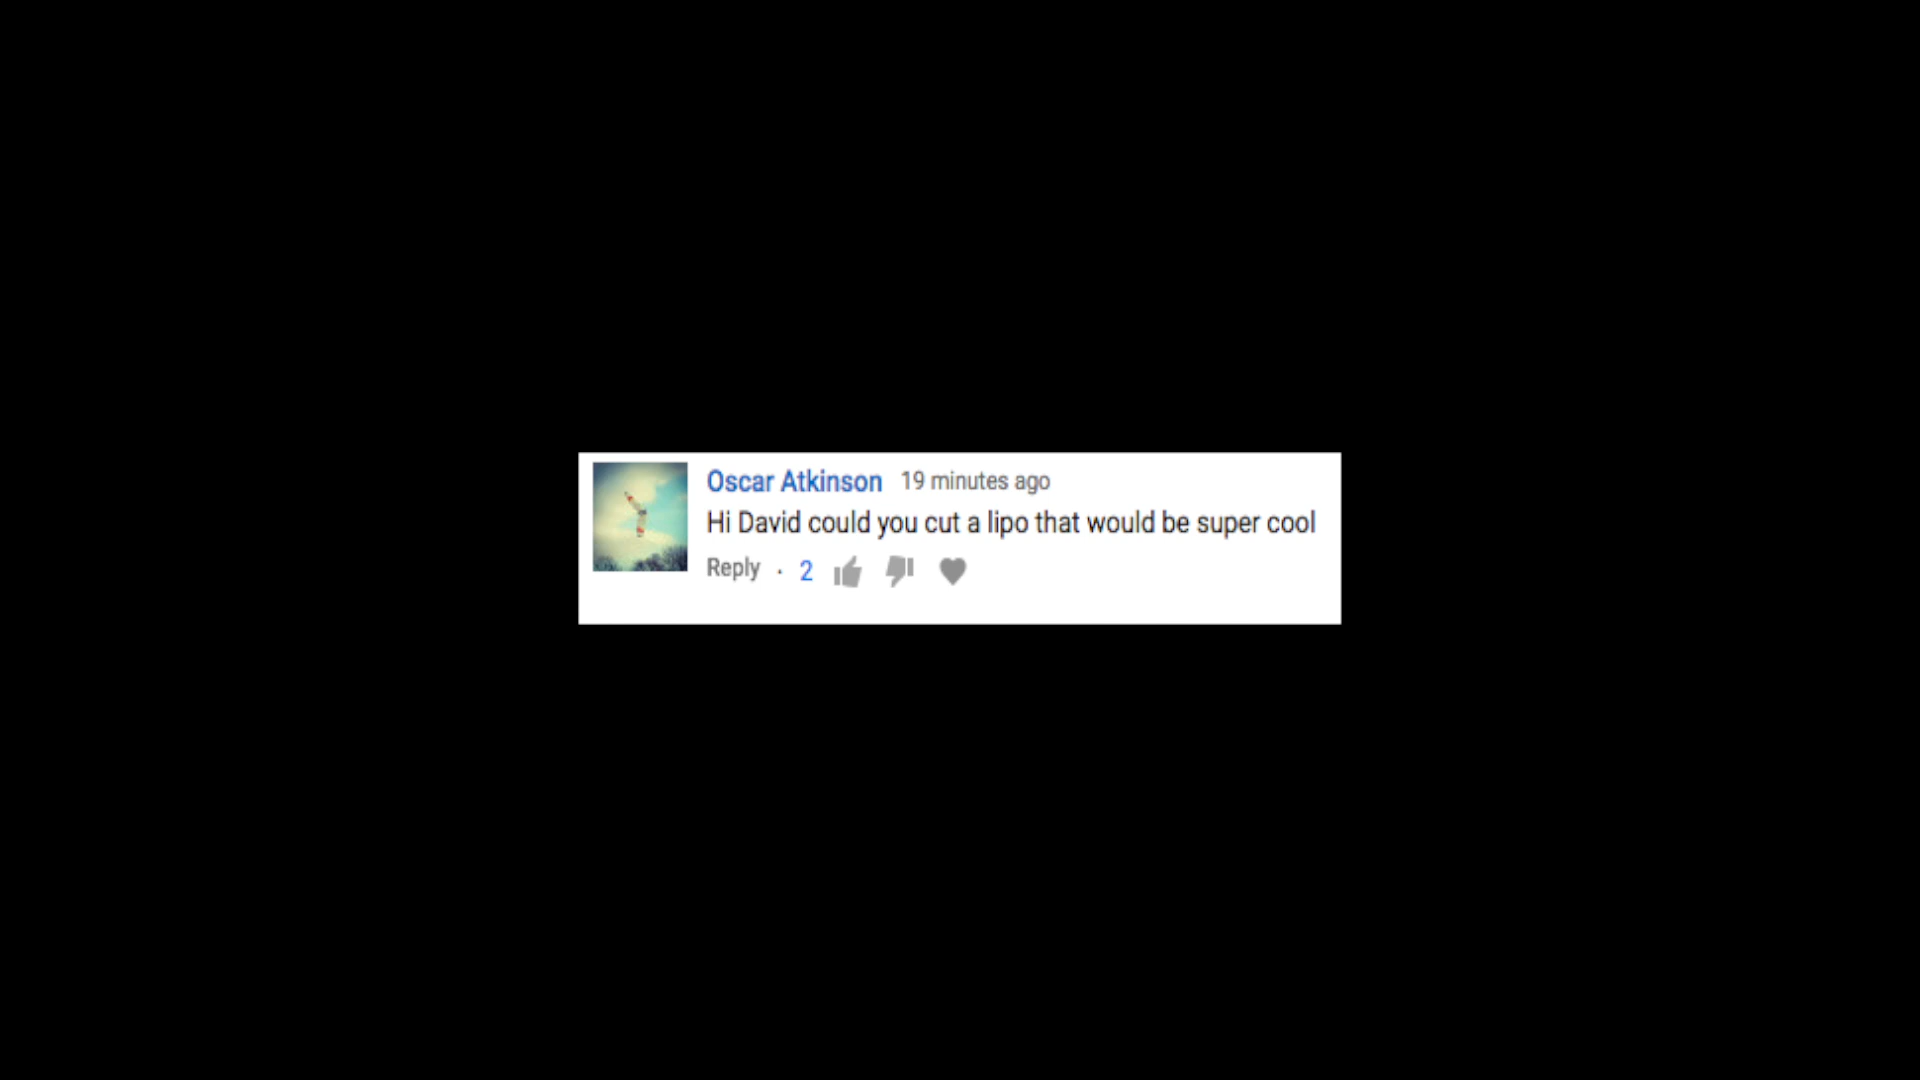 Oscar Atkinson 19 minutes ago
Hi David could you cut a lipo that would be super cool
Reply · 2